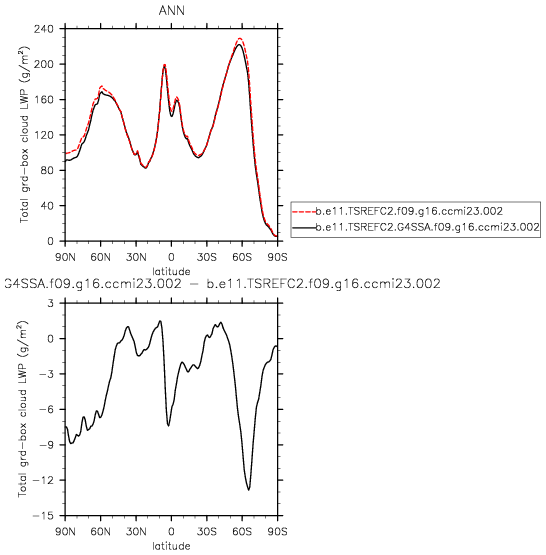 ANN
240
200
160
120
80
40
0
Total grd-box cloud LWP (g/m²)
90N 60N 30N 0 30S 60S 90S
latitude
b.e11.TSREFC2.f09.g16.ccmi23.002
b.e11.TSREFC2.G4SSA.f09.g16.ccmi23.002
G4SSA.f09.g16.ccmi23.002 - b.e11.TSREFC2.f09.g16.ccmi23.002
3
0
-3
-6
-9
-12
-15
Total grd-box cloud LWP (g/m²)
90N 60N 30N 0 30S 60S 90S
latitude